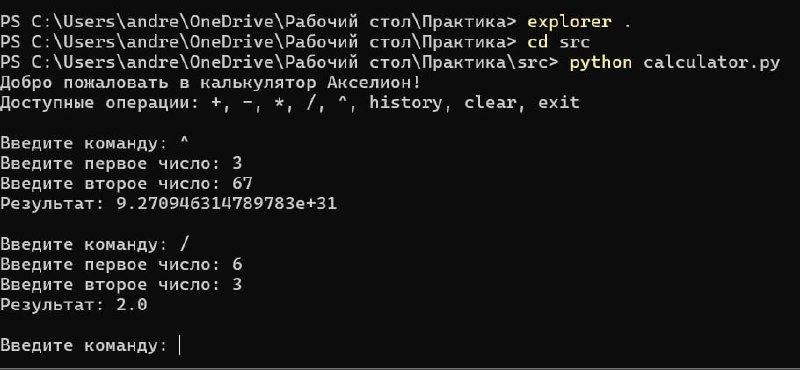 PS C:\Users\andre\OneDrive\Рабочий стол\Практика> explorer .
PS C:\Users\andre\OneDrive\Рабочий стол\Практика> cd src
PS C:\Users\andre\OneDrive\Рабочий стол\Практика\src> python calculator.py
Добро пожаловать в калькулятор Акселион!
Доступные операции: +, -, *, /, ^, history, clear, exit
Введите команду: ^
Введите первое число: 3
Введите второе число: 67
Результат: 9.270946314789783e+31
Введите команду: /
Введите первое число: 6
Введите второе число: 3
Результат: 2.0
Введите команду: